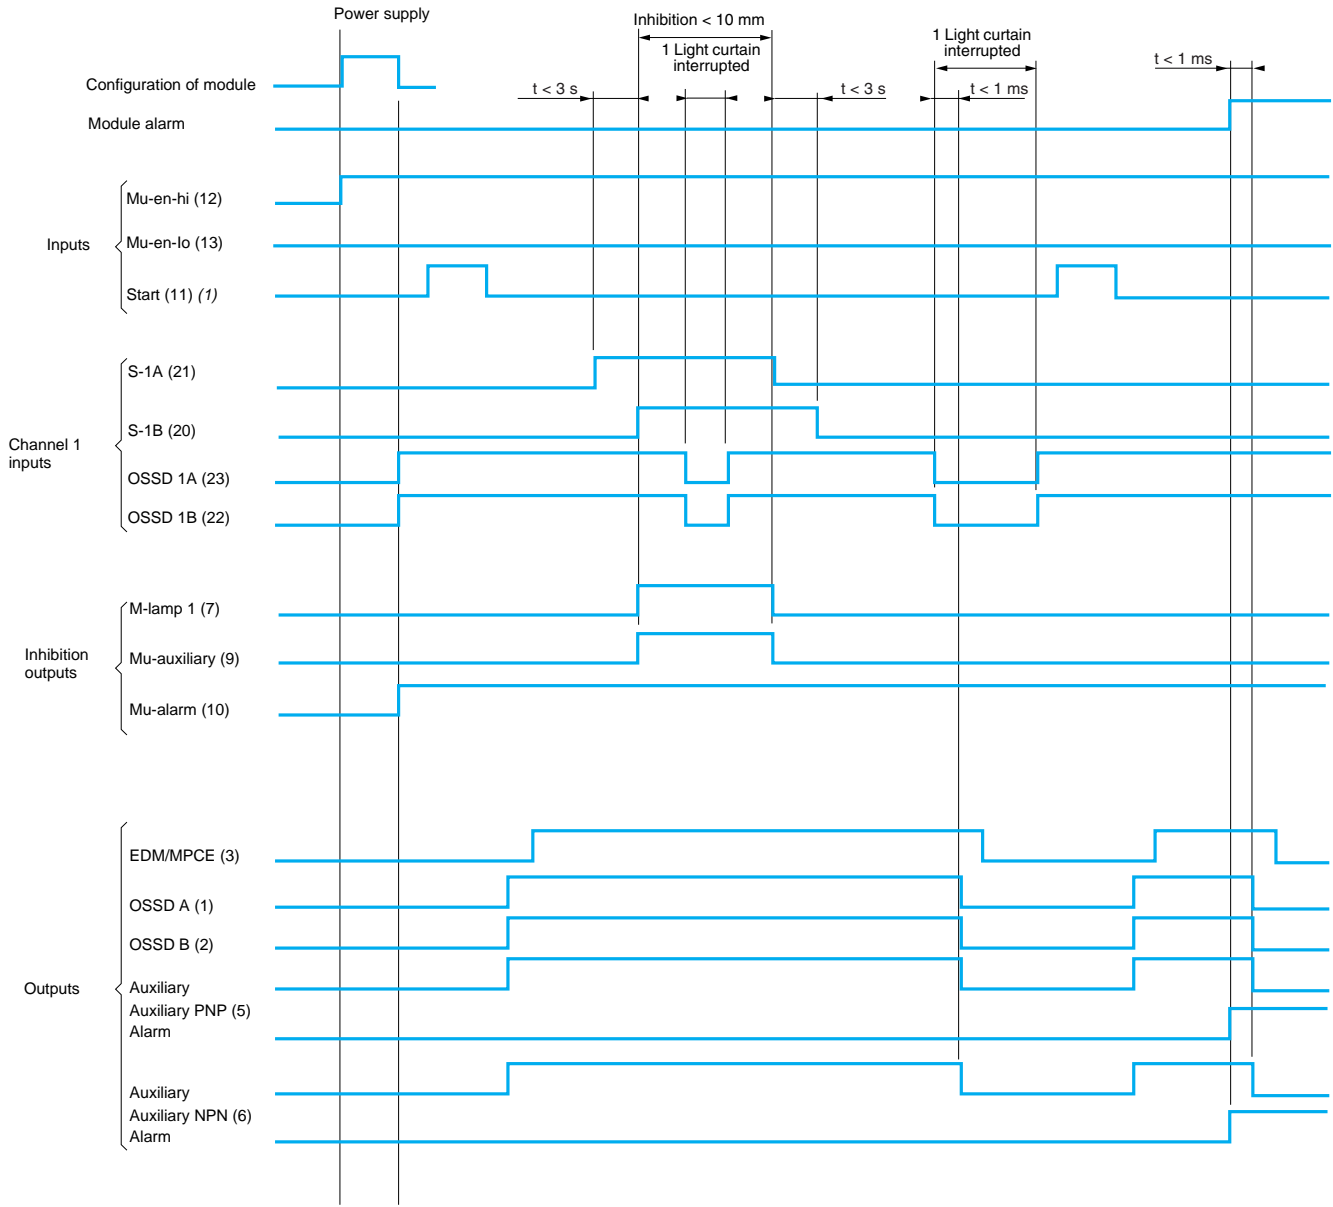 Power supply
Inhibition < 10 mm
1 Light curtain
interrupted
1 Light curtain
interrupted
t < 1 ms
Configuration of module
t < 3 s
t < 3 s
t < 1 ms
Module alarm
Inputs
Mu-en-hi (12)
Mu-en-lo (13)
Start (11) (1)
Channel 1
inputs
S-1A (21)
S-1B (20)
OSSD 1A (23)
OSSD 1B (22)
Inhibition
outputs
M-lamp 1 (7)
Mu-auxiliary (9)
Mu-alarm (10)
Outputs
EDM/MPCE (3)
OSSD A (1)
OSSD B (2)
Auxiliary
Auxiliary PNP (5)
Alarm
Auxiliary
Auxiliary NPN (6)
Alarm